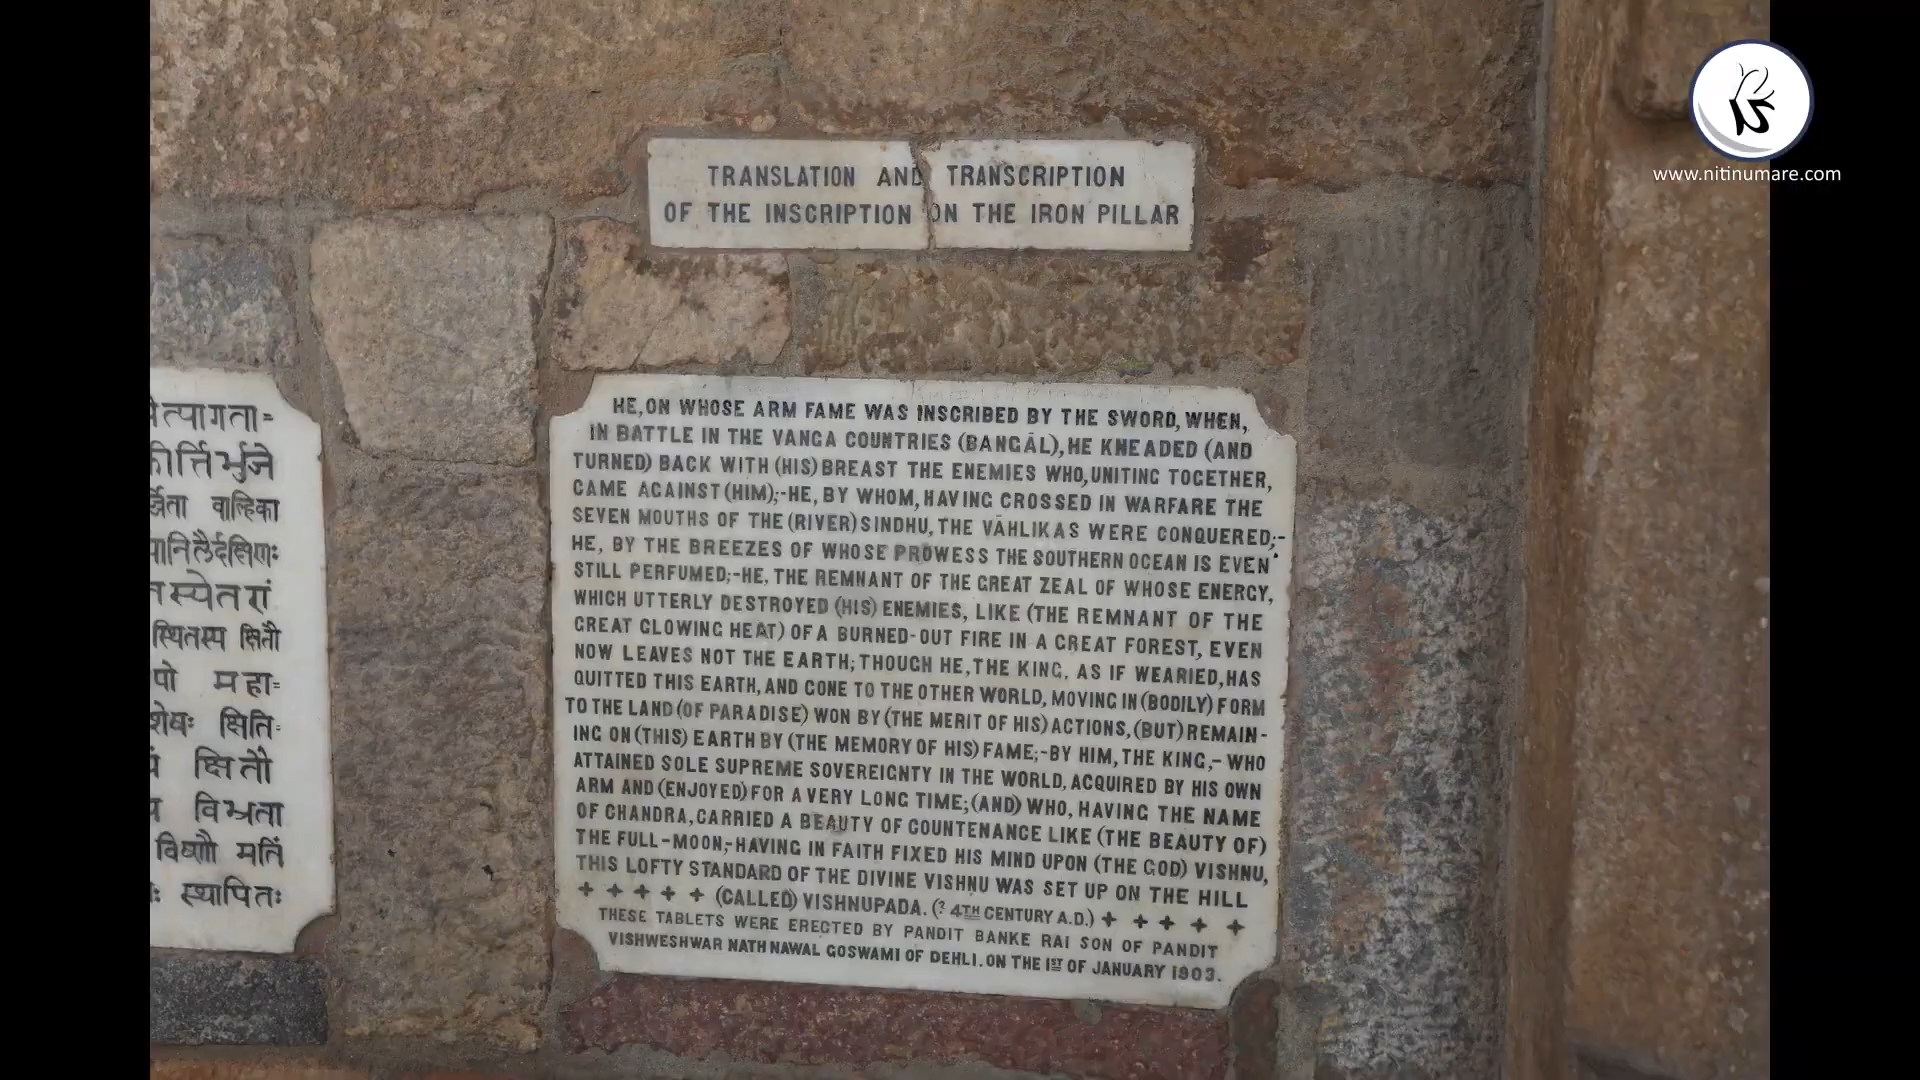 www.nitinumare.com
TRANSLATION AND TRANSCRIPTION
OF THE INSCRIPTION ON THE IRON PILLAR
त्यागता=
र्त्तिर्भुजे
वाल्हिका
निलैर्दक्षिणः
स्येतरां
क्षितौ
पो महा=
क्षिति-
क्षितौ
विभ्रता
विष्णौ मतिं
स्थापितः
HE, ON WHOSE ARM FAME WAS INSCRIBED BY THE SWORD, WHEN,
IN BATTLE IN THE VANGA COUNTRIES (BANGĀL), HE KNEADED (AND
TURNED) BACK WITH (HIS) BREAST THE ENEMIES WHO, UNITING TOGETHER,
CAME AGAINST (HIM);-HE, BY WHOM, HAVING CROSSED IN WARFARE THE
SEVEN MOUTHS OF THE (RIVER) SINDHU, THE VĀHLIKAS WERE CONQUERED;-
HE, BY THE BREEZES OF WHOSE PROWESS THE SOUTHERN OCEAN IS EVEN
STILL PERFUMED;-HE, THE REMNANT OF THE GREAT ZEAL OF WHOSE ENERGY,
WHICH UTTERLY DESTROYED (HIS) ENEMIES, LIKE (THE REMNANT OF THE
GREAT GLOWING HEAT) OF A BURNED-OUT FIRE IN A GREAT FOREST, EVEN
NOW LEAVES NOT THE EARTH; THOUGH HE, THE KING, AS IF WEARIED, HAS
QUITTED THIS EARTH, AND GONE TO THE OTHER WORLD, MOVING IN (BODILY) FORM
TO THE LAND (OF PARADISE) WON BY (THE MERIT OF HIS) ACTIONS, (BUT) REMAIN-
ING ON (THIS) EARTH BY (THE MEMORY OF HIS) FAME;-BY HIM, THE KING,- WHO
ATTAINED SOLE SUPREME SOVEREIGNTY IN THE WORLD, ACQUIRED BY HIS OWN
ARM AND (ENJOYED) FOR A VERY LONG TIME; (AND) WHO, HAVING THE NAME
OF CHANDRA, CARRIED A BEAUTY OF COUNTENANCE LIKE (THE BEAUTY OF)
THE FULL-MOON;-HAVING IN FAITH FIXED HIS MIND UPON (THE GOD) VISHNU,
THIS LOFTY STANDARD OF THE DIVINE VISHNU WAS SET UP ON THE HILL
(CALLED) VISHNUPADA. (? 4TH CENTURY A.D.)
THESE TABLETS WERE ERECTED BY PANDIT BANKE RAI SON OF PANDIT
VISHWESHWAR NATH NAWAL GOSWAMI OF DEHLI. ON THE 1ST OF JANUARY 1903.